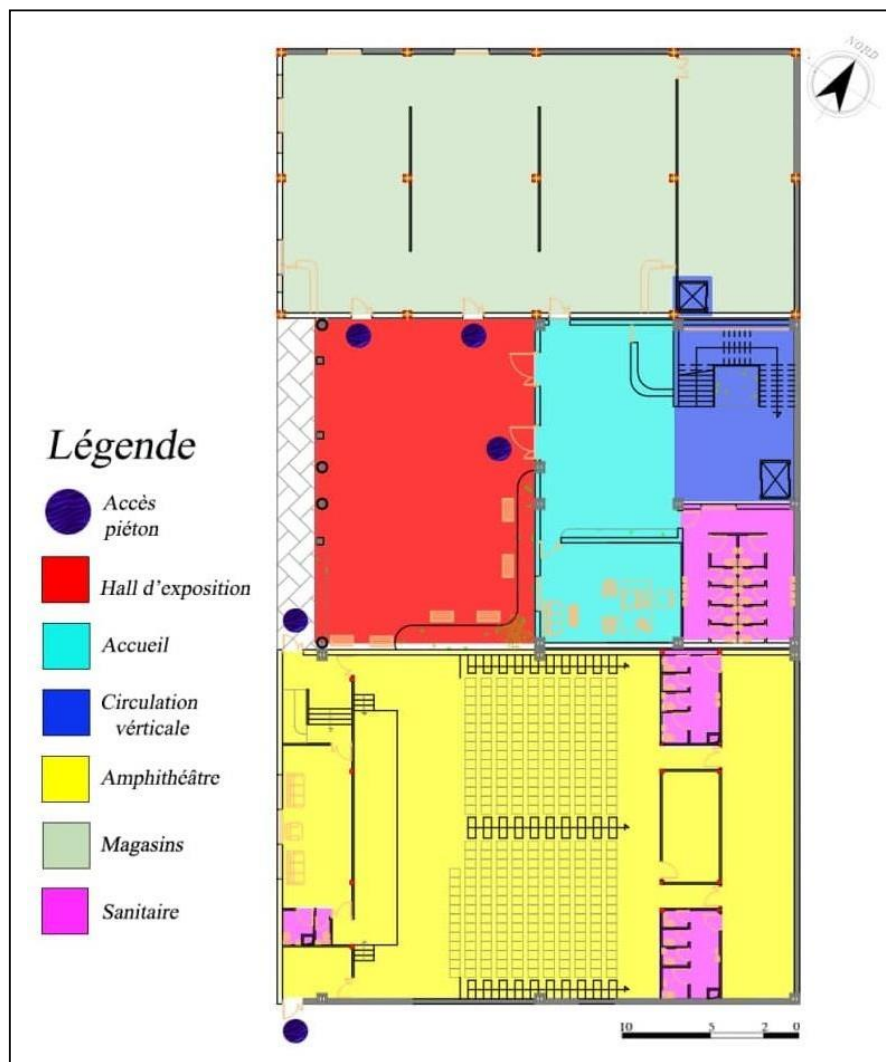 NORD
Légende
Accès
piéton
Hall d'exposition
Accueil
Circulation
vérticale
Amphithéâtre
Magasins
Sanitaire
10 5 2 0